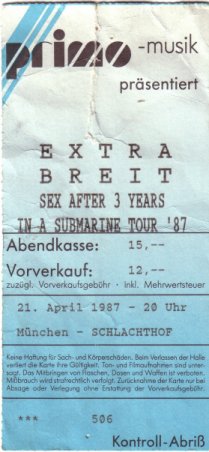 primo -musik
präsentiert
EXTRA
BREIT
SEX AFTER 3 YEARS
IN A SUBMARINE TOUR '87
Abendkasse: 15,--
Vorverkauf: 12,--
zuzügl. Vorverkaufsgebühr · inkl. Mehrwertsteuer
21. April 1987 - 20 Uhr
München - SCHLACHTHOF
Keine Haftung für Sach- und Körperschäden. Beim Verlassen der Halle
verliert die Karte ihre Gültigkeit. Ton- und Filmaufnahmen sind unter-
sagt. Das Mitbringen von Flaschen, Dosen und Waffen ist verboten.
Mißbrauch wird strafrechtlich verfolgt. Zurücknahme der Karte nur bei
Absage oder Verlegung ohne Erstattung der Vorverkaufsgebühr.
*** 506
Kontroll-Abriß